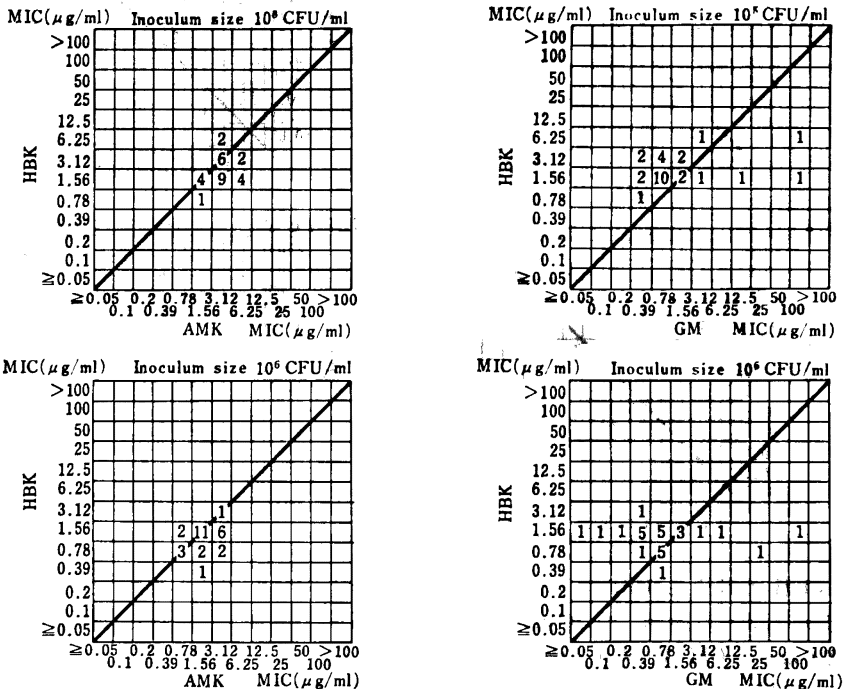 MIC(μg/ml) Inoculum size 10⁸ CFU/ml
>100
100
50
25
12.5
6.25 2
3.12 6 2
1.56 4 9 4
0.78 1
0.39
0.2
0.1
≧0.05
HBK
≧0.05 0.2 0.78 3.12 12.5 50 >100
0.1 0.39 1.56 6.25 25 100
AMK MIC(μg/ml)
MIC(μg/ml) Inoculum size 10⁸ CFU/ml
>100
100
50
25
12.5
6.25 1 1
3.12 2 4 2
1.56 2 10 2 1 1 1
0.78 1
0.39
0.2
0.1
≧0.05
HBK
≧0.05 0.2 0.78 3.12 12.5 50 >100
0.1 0.39 1.56 6.25 25 100
GM MIC(μg/ml)
MIC(μg/ml) Inoculum size 10⁶ CFU/ml
>100
100
50
25
12.5
6.25
3.12 1
1.56 2 11 6
0.78 3 2 2
0.39 1
0.2
0.1
≧0.05
HBK
≧0.05 0.2 0.78 3.12 12.5 50 >100
0.1 0.39 1.56 6.25 25 100
AMK MIC(μg/ml)
MIC(μg/ml) Inoculum size 10⁶ CFU/ml
>100
100
50
25
12.5
6.25
3.12 1
1.56 1 1 1 5 5 3 1 1 1
0.78 1 5 1
0.39 1
0.2
0.1
≧0.05
HBK
≧0.05 0.2 0.78 3.12 12.5 50 >100
0.1 0.39 1.56 6.25 25 100
GM MIC(μg/ml)